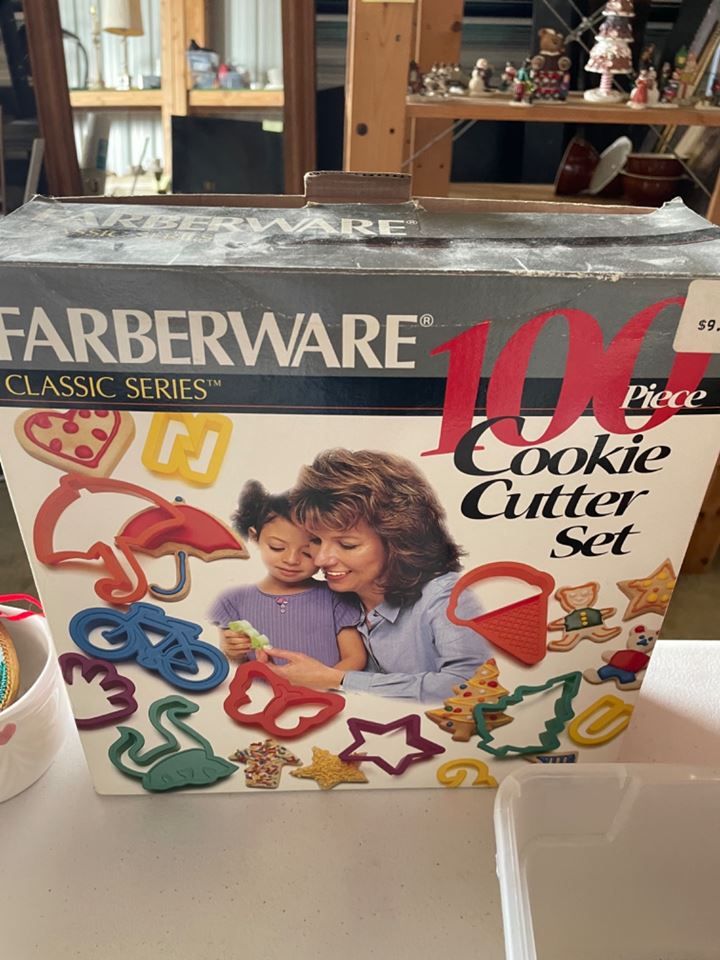 FARBERWARE®
FARBERWARE®
CLASSIC SERIES™
100
Piece
Cookie
Cutter
Set
$9.